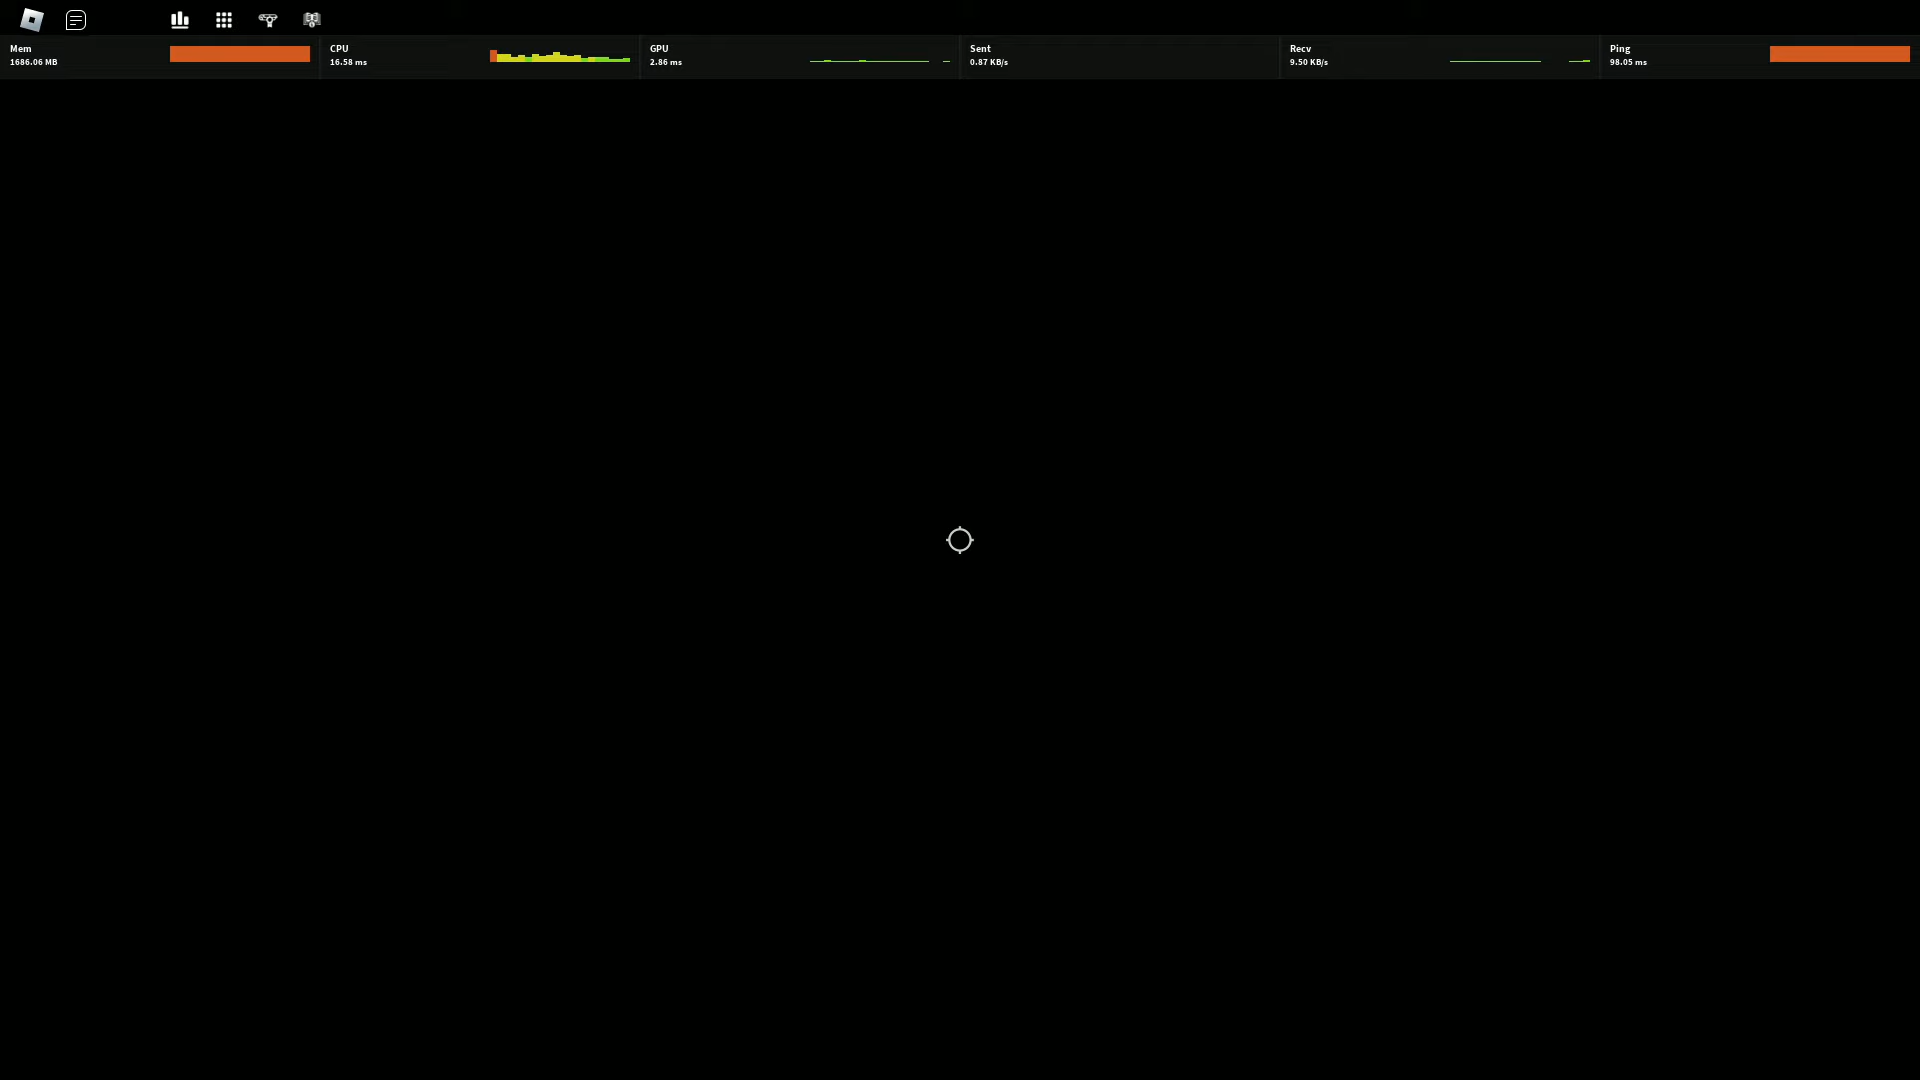 Mem
1686.06 MB
CPU
16.58 ms
GPU
2.86 ms
Sent
0.87 KB/s
Recv
9.50 KB/s
Ping
98.05 ms